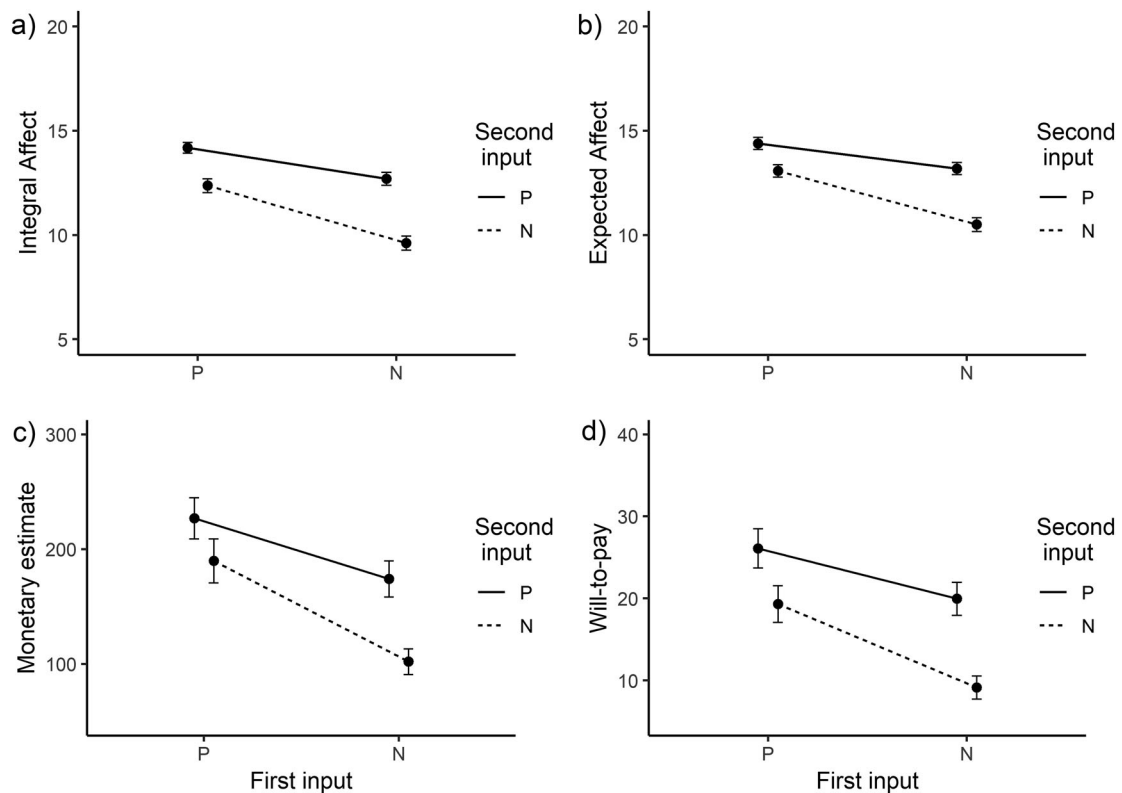 a)
20
15
10
5
Integral Affect
P
N
Second
input
P
N
b)
20
15
10
5
Expected Affect
P
N
Second
input
P
N
c)
300
200
100
Monetary estimate
P
N
First input
Second
input
P
N
d)
40
30
20
10
Will-to-pay
P
N
First input
Second
input
P
N